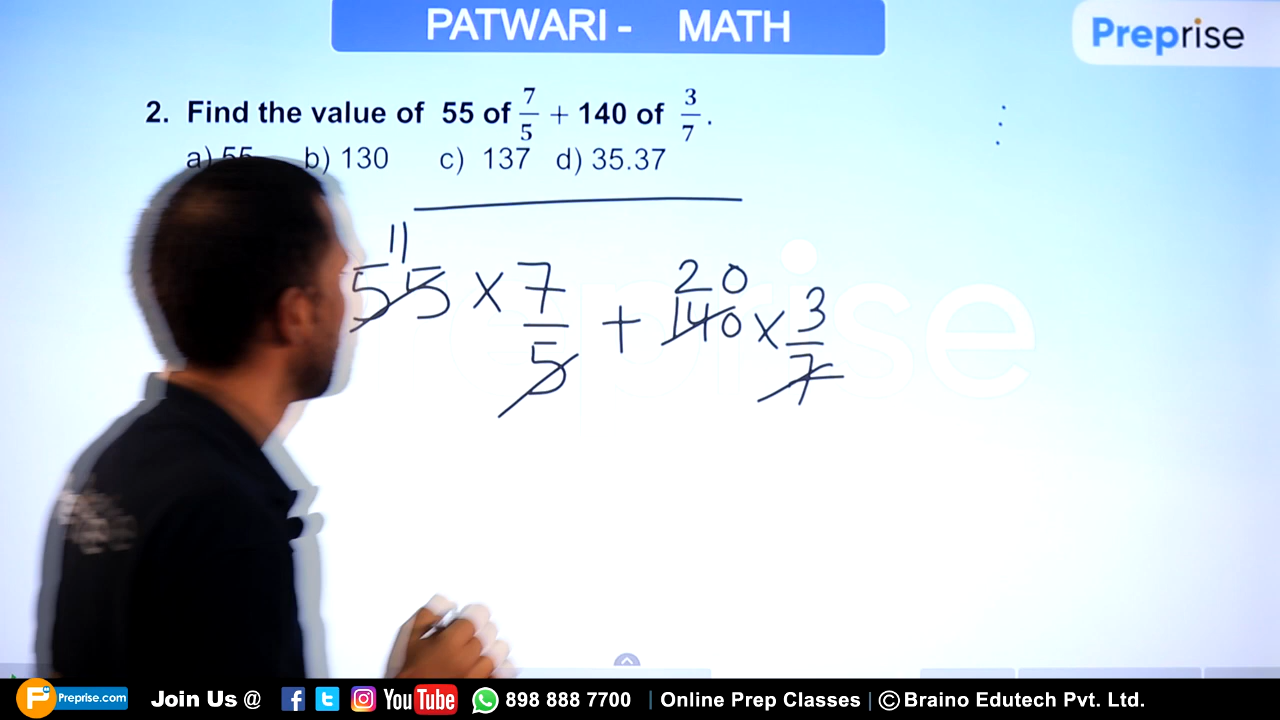 PATWARI - MATH
Preprise
2. Find the value of 55 of 7/5 + 140 of 3/7 .
a) 55 b) 130 c) 137 d) 35.37
11 20
55 × 7/5 + 140 × 3/7
Preprise.com Join Us @ YouTube 898 888 7700 | Online Prep Classes | © Braino Edutech Pvt. Ltd.